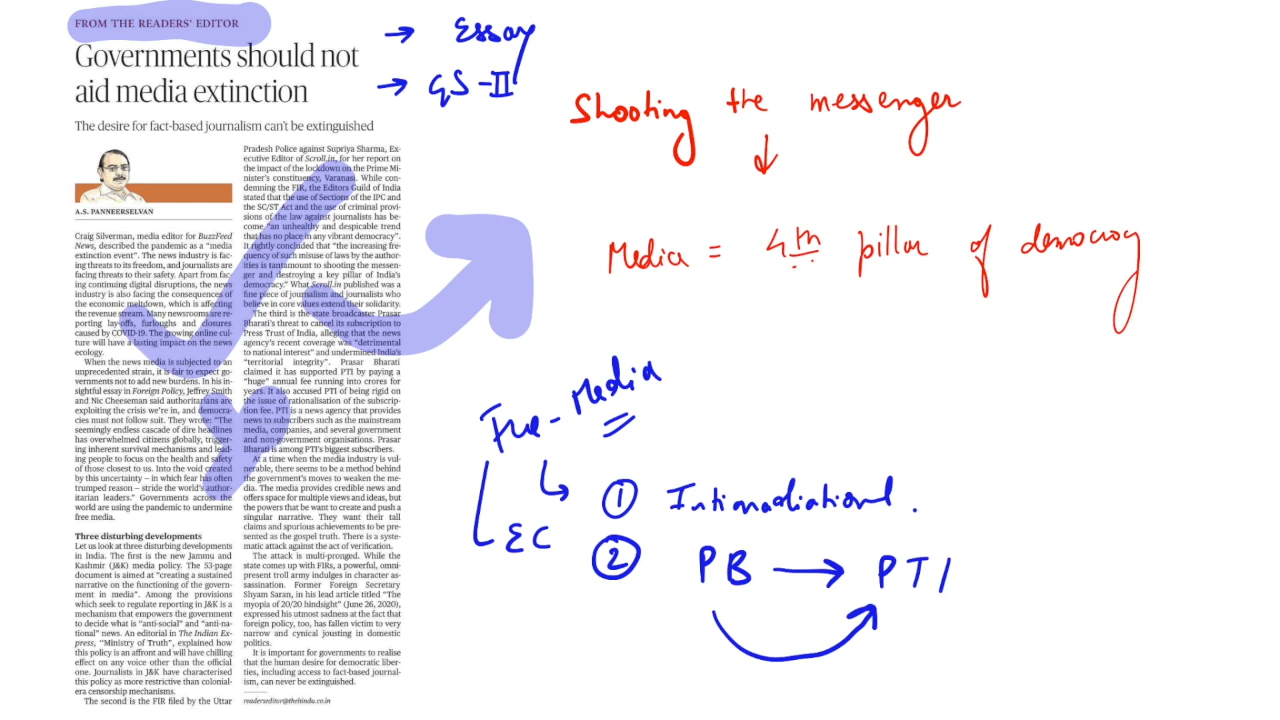 FROM THE READERS' EDITOR
Governments should not
aid media extinction
The desire for fact-based journalism can't be extinguished
A.S. PANNEERSELVAN
Craig Silverman, media editor for BuzzFeed
News, described the pandemic as a “media
extinction event”. The news industry is fac-
ing threats to its freedom, and journalists are
facing threats to their safety. Apart from fac-
ing continuing digital disruptions, the news
industry is also facing the consequences of
the economic meltdown, which is affecting
the revenue stream. Many newsrooms are re-
porting lay-offs, furloughs and closures
caused by COVID-19. The growing online cul-
ture will have a lasting impact on the news
ecology.
When the news media is subjected to an
unprecedented strain, it is fair to expect go-
vernments not to add new burdens. In his in-
sightful essay in Foreign Policy, Jeffrey Smith
and Nic Cheeseman said authoritarians are
exploiting the crisis we're in, and democra-
cies must not follow suit. They wrote: “The
seemingly endless cascade of dire headlines
has overwhelmed citizens globally, trigger-
ing inherent survival mechanisms and lead-
ing people to focus on the health and safety
of those closest to us. Into the void created
by this uncertainty – in which fear has often
trumped reason – stride the world's author-
itarian leaders.” Governments across the
world are using the pandemic to undermine
free media.
Three disturbing developments
Let us look at three disturbing developments
in India. The first is the new Jammu and
Kashmir (J&K) media policy. The 53-page
document is aimed at “creating a sustained
narrative on the functioning of the govern-
ment in media”. Among the provisions
which seek to regulate reporting in J&K is a
mechanism that empowers the government
to decide what is “anti-social” and “anti-na-
tional” news. An editorial in The Indian Ex-
press, “Ministry of Truth”, explained how
this policy is an affront and will have chilling
effect on any voice other than the official
one. Journalists in J&K have characterised
this policy as more restrictive than colonial-
era censorship mechanisms.
The second is the FIR filed by the Uttar
Pradesh Police against Supriya Sharma, Ex-
ecutive Editor of Scroll.in, for her report on
the impact of the lockdown on the Prime Mi-
nister's constituency, Varanasi. While con-
demning the FIR, the Editors Guild of India
stated that the use of Sections of the IPC and
the SC/ST Act and the use of criminal provi-
sions of the law against journalists has be-
come “an unhealthy and despicable trend
that has no place in any vibrant democracy”.
It rightly concluded that “the increasing fre-
quency of such misuse of laws by the author-
ities is tantamount to shooting the messen-
ger and destroying a key pillar of India's
democracy.” What Scroll.in published was a
fine piece of journalism and journalists who
believe in core values extend their solidarity.
The third is the state broadcaster Prasar
Bharati's threat to cancel its subscription to
Press Trust of India, alleging that the news
agency's recent coverage was “detrimental
to national interest” and undermined India's
“territorial integrity”. Prasar Bharati
claimed it has supported PTI by paying a
“huge” annual fee running into crores for
years. It also accused PTI of being rigid on
the issue of rationalisation of the subscrip-
tion fee. PTI is a news agency that provides
news to subscribers such as the mainstream
media, companies, and several government
and non-government organisations. Prasar
Bharati is among PTI's biggest subscribers.
At a time when the media industry is vul-
nerable, there seems to be a method behind
the government's moves to weaken the me-
dia. The media provides credible news and
offers space for multiple views and ideas, but
the powers that be want to create and push a
singular narrative. They want their tall
claims and spurious achievements to be pre-
sented as the gospel truth. There is a syste-
matic attack against the act of verification.
The attack is multi-pronged. While the
state comes up with FIRs, a powerful, omni-
present troll army indulges in character as-
sassination. Former Foreign Secretary
Shyam Saran, in his lead article titled “The
myopia of 20/20 hindsight” (June 26, 2020),
expressed his utmost sadness at the fact that
foreign policy, too, has fallen victim to very
narrow and cynical jousting in domestic
politics.
It is important for governments to realise
that the human desire for democratic liber-
ties, including access to fact-based journal-
ism, can never be extinguished.
readerseditor@thehindu.co.in
→ Essay
→ GS-II
Shooting the messenger
Media = 4th pillar of democracy
Free-Media
EC
①
②
PB → PTI